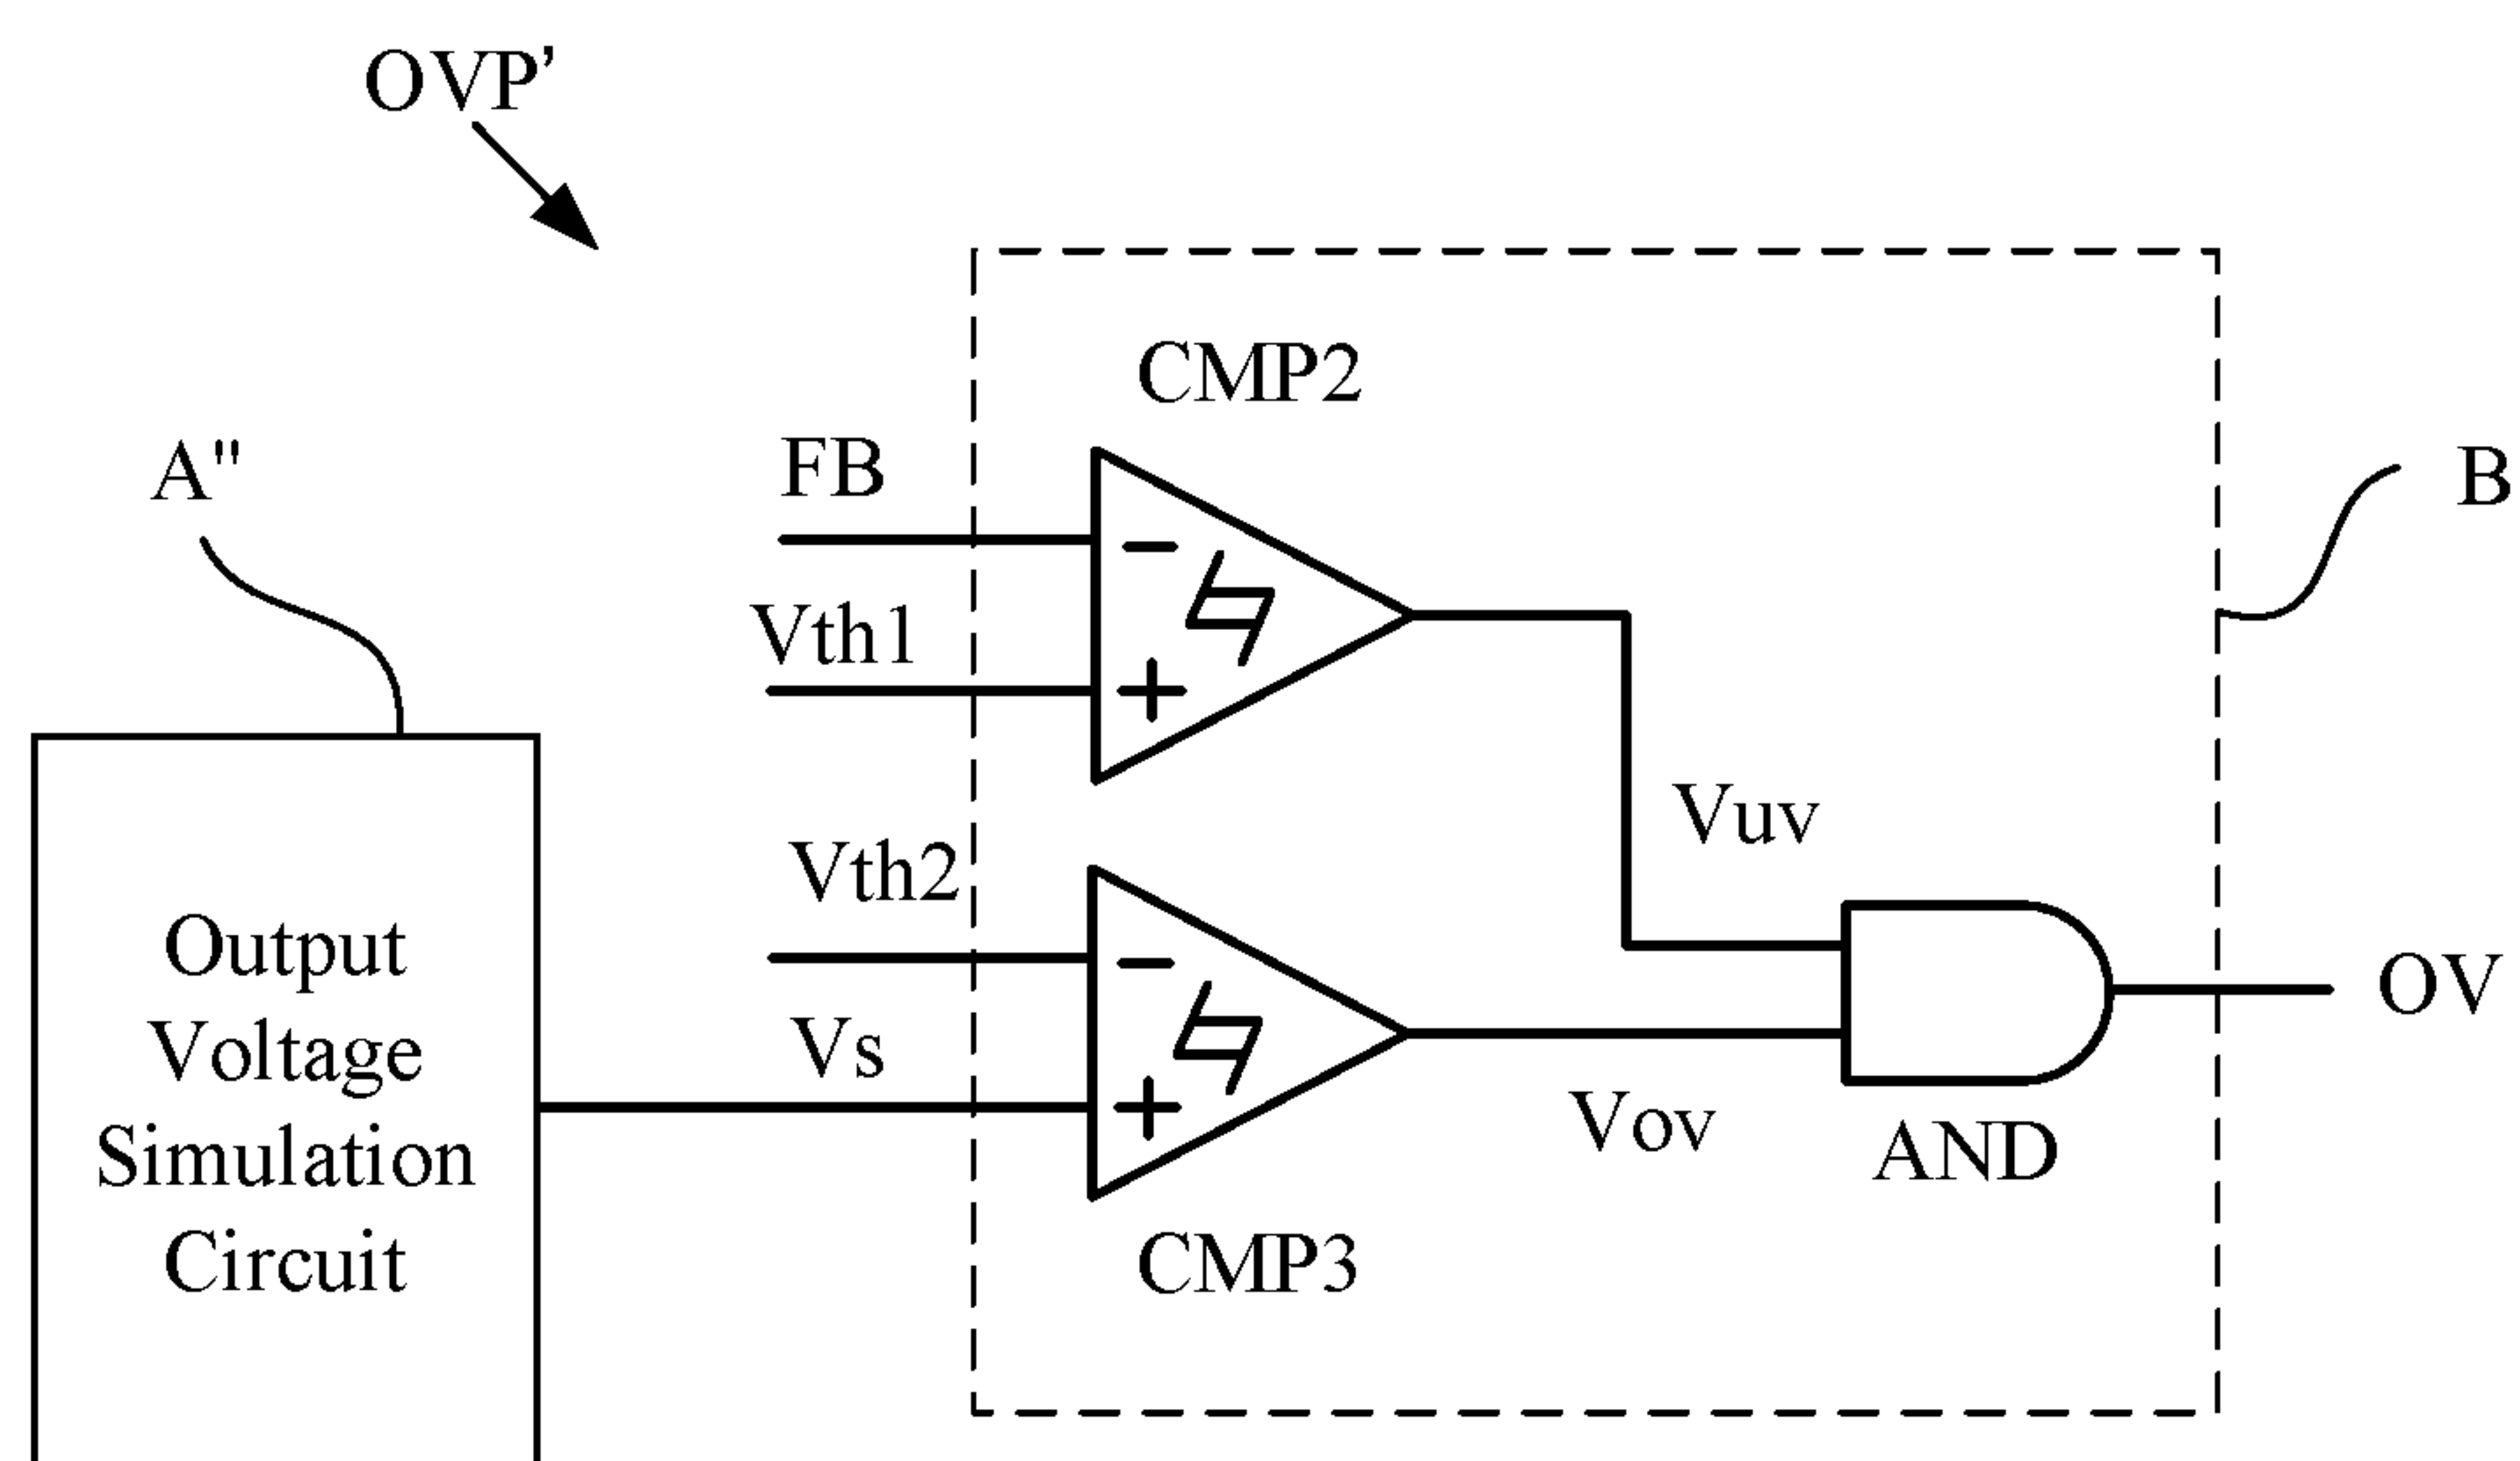 OVP’
CMP2
A"
FB
B
−
Vth1
+
Vuv
Vth2
−
Output
Voltage
Simulation
Circuit
Vs
+
OV
Vov
AND
CMP3